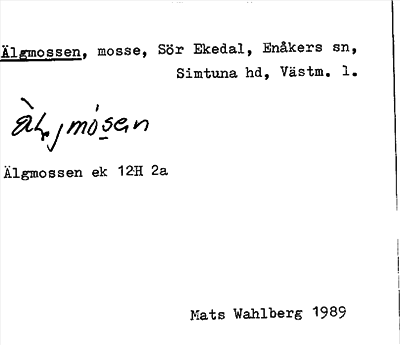 Älgmossen, mosse, Sör Ekedal, Enåkers sn,
Simtuna hd, Västm. l.
Älgmossen ek 12H 2a
Mats Wahlberg 1989